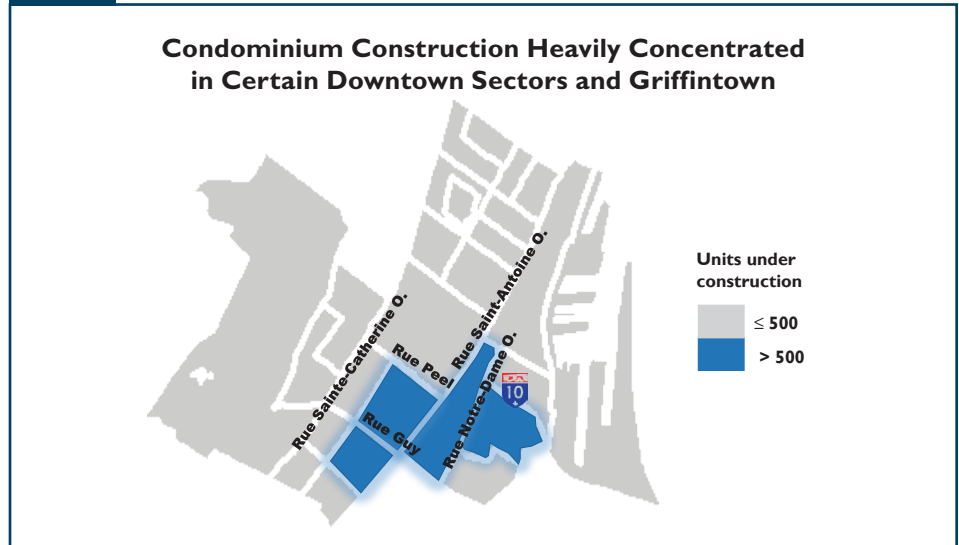 Condominium Construction Heavily Concentrated
in Certain Downtown Sectors and Griffintown
Rue Sainte-Catherine O.
Rue Peel
Rue Guy
Rue Saint-Antoine O.
Rue Notre-Dame O.
10
Units under
construction
≤ 500
> 500